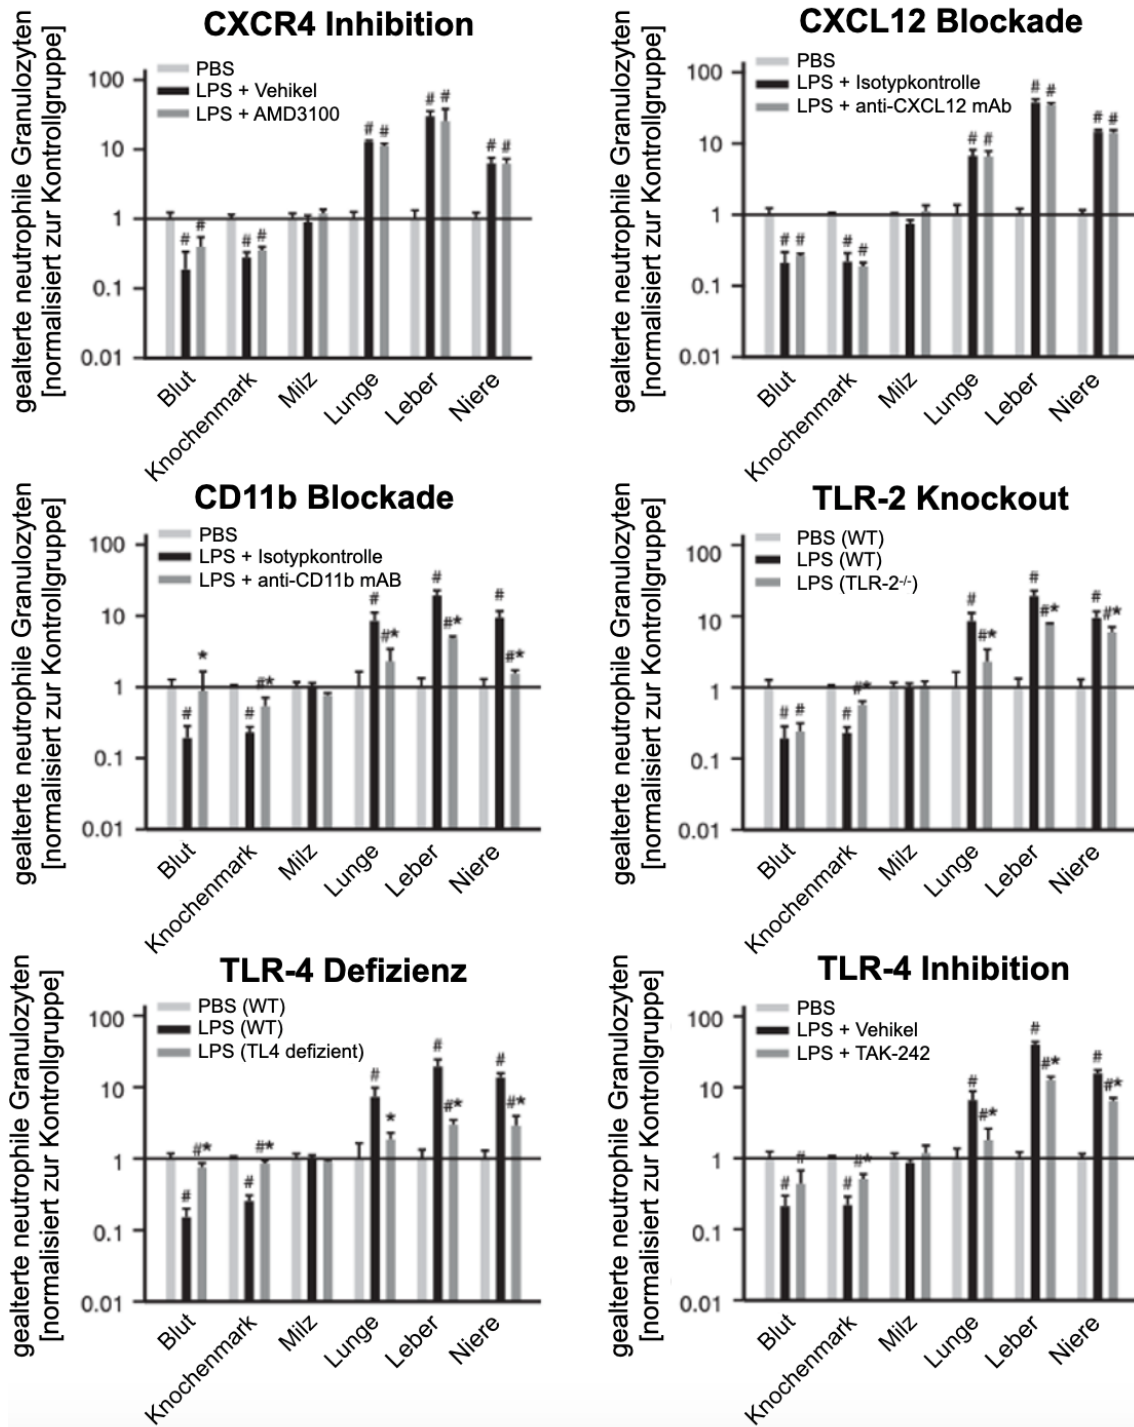 CXCR4 Inhibition
gealterte neutrophile Granulozyten
[normalisiert zur Kontrollgruppe]
PBS
LPS + Vehikel
LPS + AMD3100
100
10
1
0.1
0.01
# # # # # # # # # #
Blut
Knochenmark
Milz
Lunge
Leber
Niere
CXCL12 Blockade
gealterte neutrophile Granulozyten
[normalisiert zur Kontrollgruppe]
PBS
LPS + Isotypkontrolle
LPS + anti-CXCL12 mAb
100
10
1
0.1
0.01
# # # # # # # # # #
Blut
Knochenmark
Milz
Lunge
Leber
Niere
CD11b Blockade
gealterte neutrophile Granulozyten
[normalisiert zur Kontrollgruppe]
PBS
LPS + Isotypkontrolle
LPS + anti-CD11b mAB
100
10
1
0.1
0.01
# * # #* # #* # #* # #*
Blut
Knochenmark
Milz
Lunge
Leber
Niere
TLR-2 Knockout
gealterte neutrophile Granulozyten
[normalisiert zur Kontrollgruppe]
PBS (WT)
LPS (WT)
LPS (TLR-2-/-)
100
10
1
0.1
0.01
# # # #* # #* # #* # #*
Blut
Knochenmark
Milz
Lunge
Leber
Niere
TLR-4 Defizienz
gealterte neutrophile Granulozyten
[normalisiert zur Kontrollgruppe]
PBS (WT)
LPS (WT)
LPS (TL4 defizient)
100
10
1
0.1
0.01
# #* # #* # * # #* # #*
Blut
Knochenmark
Milz
Lunge
Leber
Niere
TLR-4 Inhibition
gealterte neutrophile Granulozyten
[normalisiert zur Kontrollgruppe]
PBS
LPS + Vehikel
LPS + TAK-242
100
10
1
0.1
0.01
# # # #* # #* # #* # #*
Blut
Knochenmark
Milz
Lunge
Leber
Niere